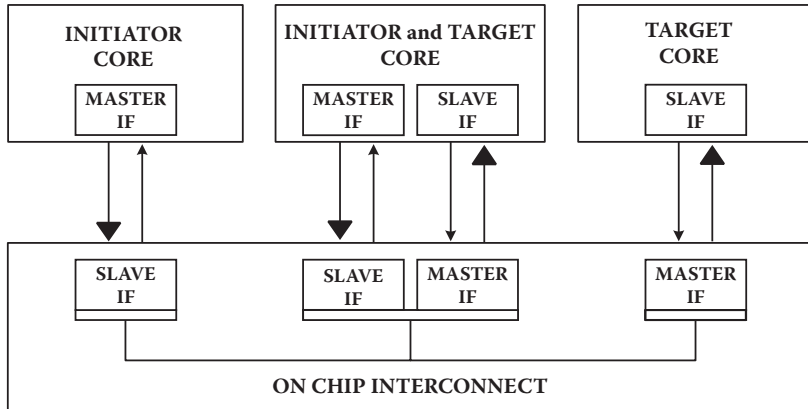 INITIATOR
CORE
MASTER
IF
INITIATOR and TARGET
CORE
MASTER
IF
SLAVE
IF
TARGET
CORE
SLAVE
IF
SLAVE
IF
SLAVE
IF
MASTER
IF
MASTER
IF
ON CHIP INTERCONNECT